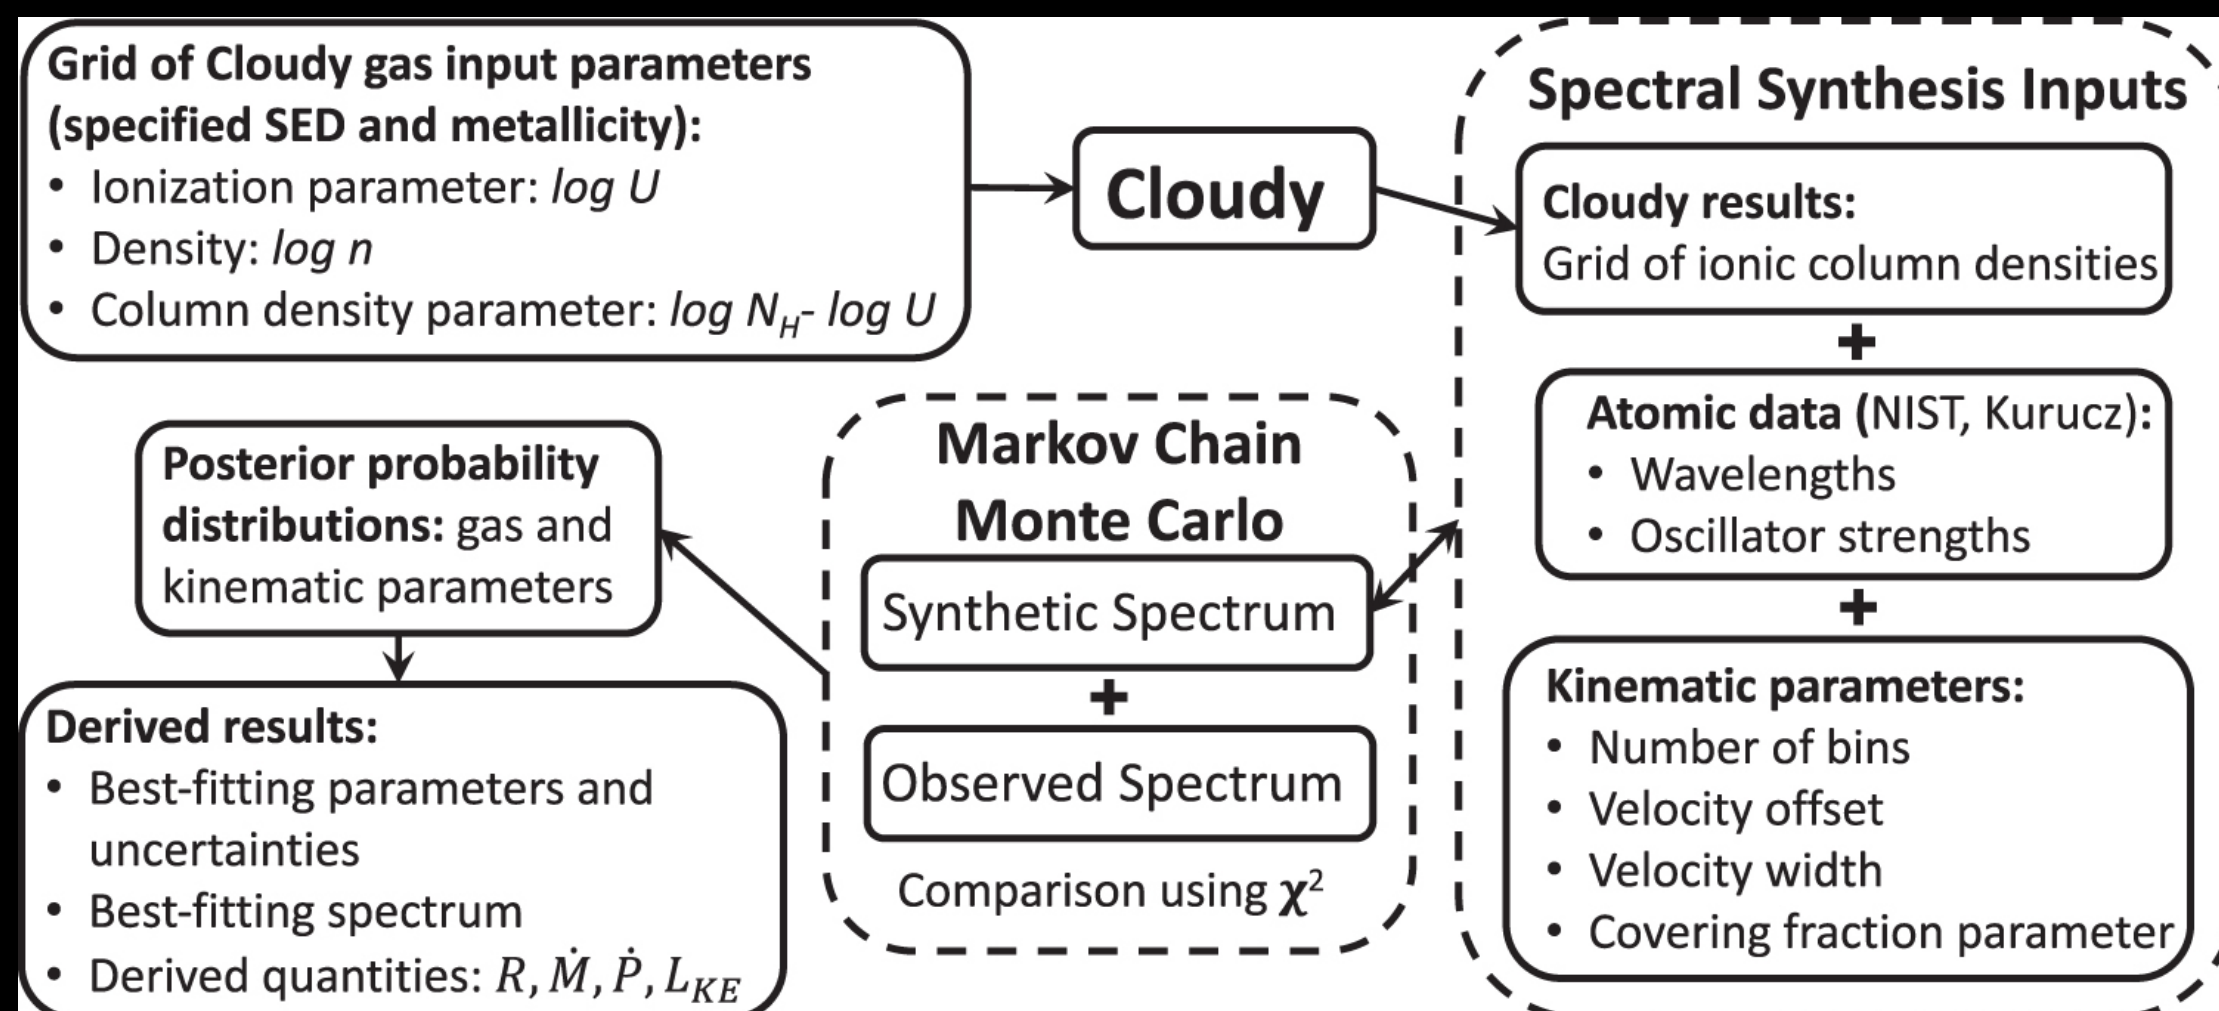 Grid of Cloudy gas input parameters
(specified SED and metallicity):
• Ionization parameter: log U
• Density: log n
• Column density parameter: log N_H- log U
Cloudy
Spectral Synthesis Inputs
Cloudy results:
Grid of ionic column densities
+
Atomic data (NIST, Kurucz):
• Wavelengths
• Oscillator strengths
+
Kinematic parameters:
• Number of bins
• Velocity offset
• Velocity width
• Covering fraction parameter
Markov Chain
Monte Carlo
Synthetic Spectrum
+
Observed Spectrum
Comparison using χ²
Posterior probability
distributions: gas and
kinematic parameters
Derived results:
• Best-fitting parameters and
uncertainties
• Best-fitting spectrum
• Derived quantities: R, Ṁ, Ṗ, L_KE